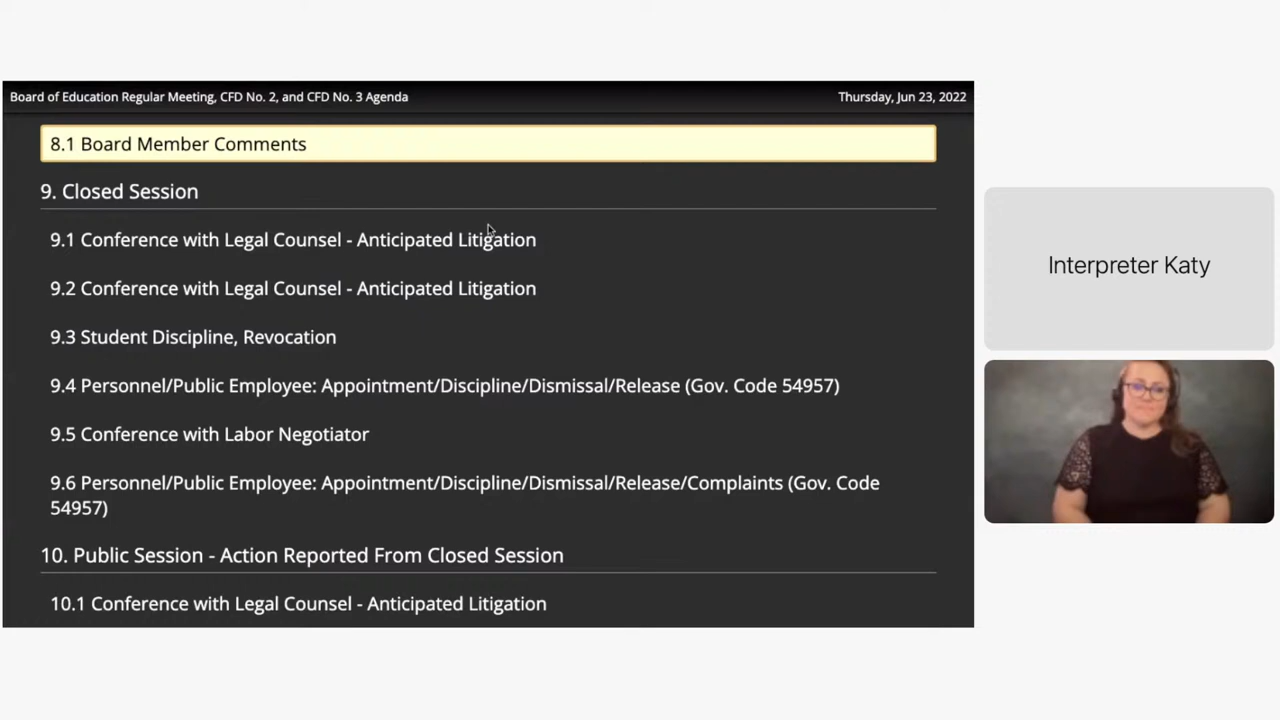 Board of Education Regular Meeting, CFD No. 2, and CFD No. 3 Agenda
Thursday, Jun 23, 2022
8.1 Board Member Comments
9. Closed Session
9.1 Conference with Legal Counsel - Anticipated Litigation
9.2 Conference with Legal Counsel - Anticipated Litigation
9.3 Student Discipline, Revocation
9.4 Personnel/Public Employee: Appointment/Discipline/Dismissal/Release (Gov. Code 54957)
9.5 Conference with Labor Negotiator
9.6 Personnel/Public Employee: Appointment/Discipline/Dismissal/Release/Complaints (Gov. Code
54957)
10. Public Session - Action Reported From Closed Session
10.1 Conference with Legal Counsel - Anticipated Litigation
Interpreter Katy